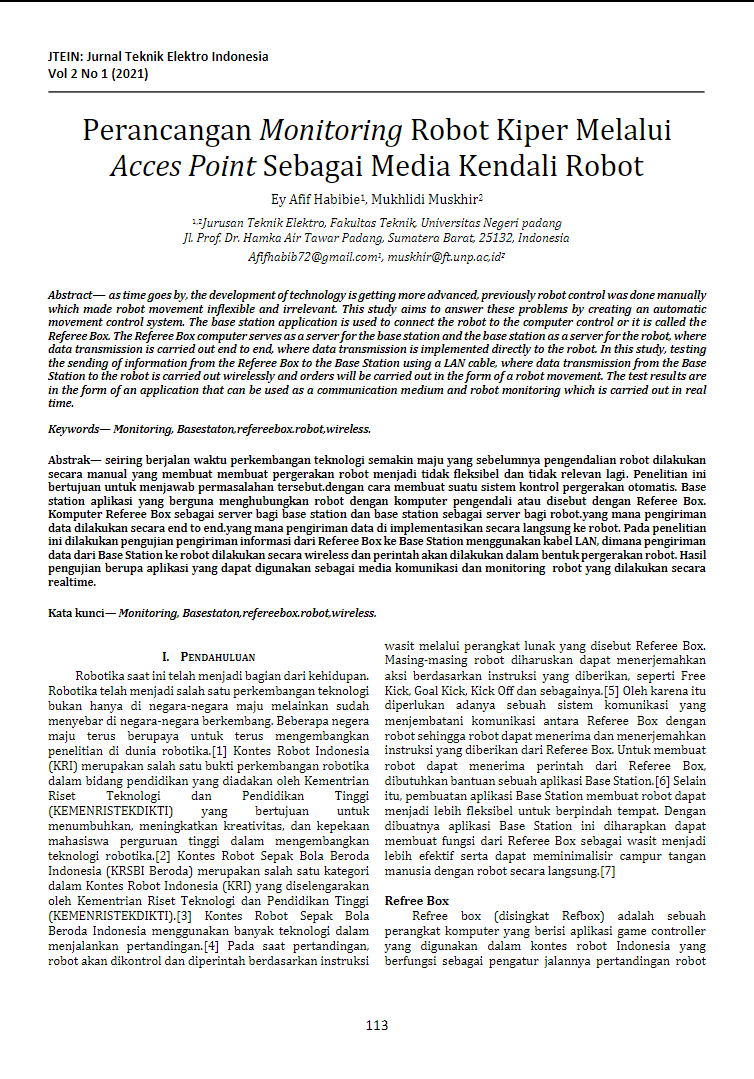 JTEIN: Jurnal Teknik Elektro Indonesia
Vol 2 No 1 (2021)
Perancangan Monitoring Robot Kiper Melalui
Acces Point Sebagai Media Kendali Robot
Ey Afif Habibie¹, Mukhlidi Muskhir²
¹,²Jurusan Teknik Elektro, Fakultas Teknik, Universitas Negeri padang
Jl. Prof. Dr. Hamka Air Tawar Padang, Sumatera Barat, 25132, Indonesia
Afifhabib72@gmail.com¹, muskhir@ft.unp.ac,id²
Abstract— as time goes by, the development of technology is getting more advanced, previously robot control was done manually
which made robot movement inflexible and irrelevant. This study aims to answer these problems by creating an automatic
movement control system. The base station application is used to connect the robot to the computer control or it is called the
Referee Box. The Referee Box computer serves as a server for the base station and the base station as a server for the robot, where
data transmission is carried out end to end, where data transmission is implemented directly to the robot. In this study, testing
the sending of information from the Referee Box to the Base Station using a LAN cable, where data transmission from the Base
Station to the robot is carried out wirelessly and orders will be carried out in the form of a robot movement. The test results are
in the form of an application that can be used as a communication medium and robot monitoring which is carried out in real
time.
Keywords— Monitoring, Basestaton,refereebox.robot,wireless.
Abstrak— seiring berjalan waktu perkembangan teknologi semakin maju yang sebelumnya pengendalian robot dilakukan
secara manual yang membuat membuat pergerakan robot menjadi tidak fleksibel dan tidak relevan lagi. Penelitian ini
bertujuan untuk menjawab permasalahan tersebut.dengan cara membuat suatu sistem kontrol pergerakan otomatis. Base
station aplikasi yang berguna menghubungkan robot dengan komputer pengendali atau disebut dengan Referee Box.
Komputer Referee Box sebagai server bagi base station dan base station sebagai server bagi robot.yang mana pengiriman
data dilakukan secara end to end.yang mana pengiriman data di implementasikan secara langsung ke robot. Pada penelitian
ini dilakukan pengujian pengiriman informasi dari Referee Box ke Base Station menggunakan kabel LAN, dimana pengiriman
data dari Base Station ke robot dilakukan secara wireless dan perintah akan dilakukan dalam bentuk pergerakan robot. Hasil
pengujian berupa aplikasi yang dapat digunakan sebagai media komunikasi dan monitoring robot yang dilakukan secara
realtime.
Kata kunci— Monitoring, Basestaton,refereebox.robot,wireless.
I. PENDAHULUAN
Robotika saat ini telah menjadi bagian dari kehidupan.
Robotika telah menjadi salah satu perkembangan teknologi
bukan hanya di negara-negara maju melainkan sudah
menyebar di negara-negara berkembang. Beberapa negera
maju terus berupaya untuk terus mengembangkan
penelitian di dunia robotika.[1] Kontes Robot Indonesia
(KRI) merupakan salah satu bukti perkembangan robotika
dalam bidang pendidikan yang diadakan oleh Kementrian
Riset Teknologi dan Pendidikan Tinggi
(KEMENRISTEKDIKTI) yang bertujuan untuk
menumbuhkan, meningkatkan kreativitas, dan kepekaan
mahasiswa perguruan tinggi dalam mengembangkan
teknologi robotika.[2] Kontes Robot Sepak Bola Beroda
Indonesia (KRSBI Beroda) merupakan salah satu kategori
dalam Kontes Robot Indonesia (KRI) yang diselengarakan
oleh Kementrian Riset Teknologi dan Pendidikan Tinggi
(KEMENRISTEKDIKTI).[3] Kontes Robot Sepak Bola
Beroda Indonesia menggunakan banyak teknologi dalam
menjalankan pertandingan.[4] Pada saat pertandingan,
robot akan dikontrol dan diperintah berdasarkan instruksi
wasit melalui perangkat lunak yang disebut Referee Box.
Masing-masing robot diharuskan dapat menerjemahkan
aksi berdasarkan instruksi yang diberikan, seperti Free
Kick, Goal Kick, Kick Off dan sebagainya.[5] Oleh karena itu
diperlukan adanya sebuah sistem komunikasi yang
menjembatani komunikasi antara Referee Box dengan
robot sehingga robot dapat menerima dan menerjemahkan
instruksi yang diberikan dari Referee Box. Untuk membuat
robot dapat menerima perintah dari Referee Box,
dibutuhkan bantuan sebuah aplikasi Base Station.[6] Selain
itu, pembuatan aplikasi Base Station membuat robot dapat
menjadi lebih fleksibel untuk berpindah tempat. Dengan
dibuatnya aplikasi Base Station ini diharapkan dapat
membuat fungsi dari Referee Box sebagai wasit menjadi
lebih efektif serta dapat meminimalisir campur tangan
manusia dengan robot secara langsung.[7]
Refree Box
Refree box (disingkat Refbox) adalah sebuah
perangkat komputer yang berisi aplikasi game controller
yang digunakan dalam kontes robot Indonesia yang
berfungsi sebagai pengatur jalannya pertandingan robot
113